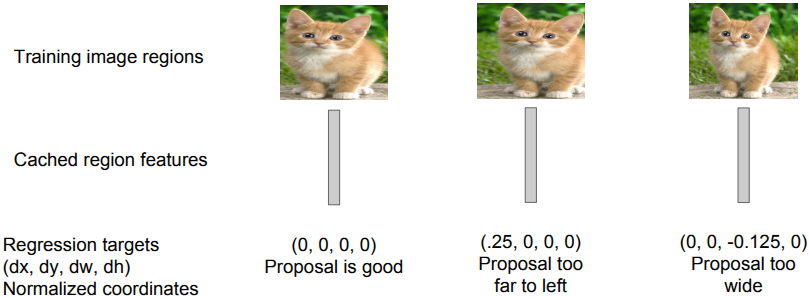 Training image regions
Cached region features
Regression targets
(dx, dy, dw, dh)
Normalized coordinates
(0, 0, 0, 0)
Proposal is good
(.25, 0, 0, 0)
Proposal too
far to left
(0, 0, -0.125, 0)
Proposal too
wide